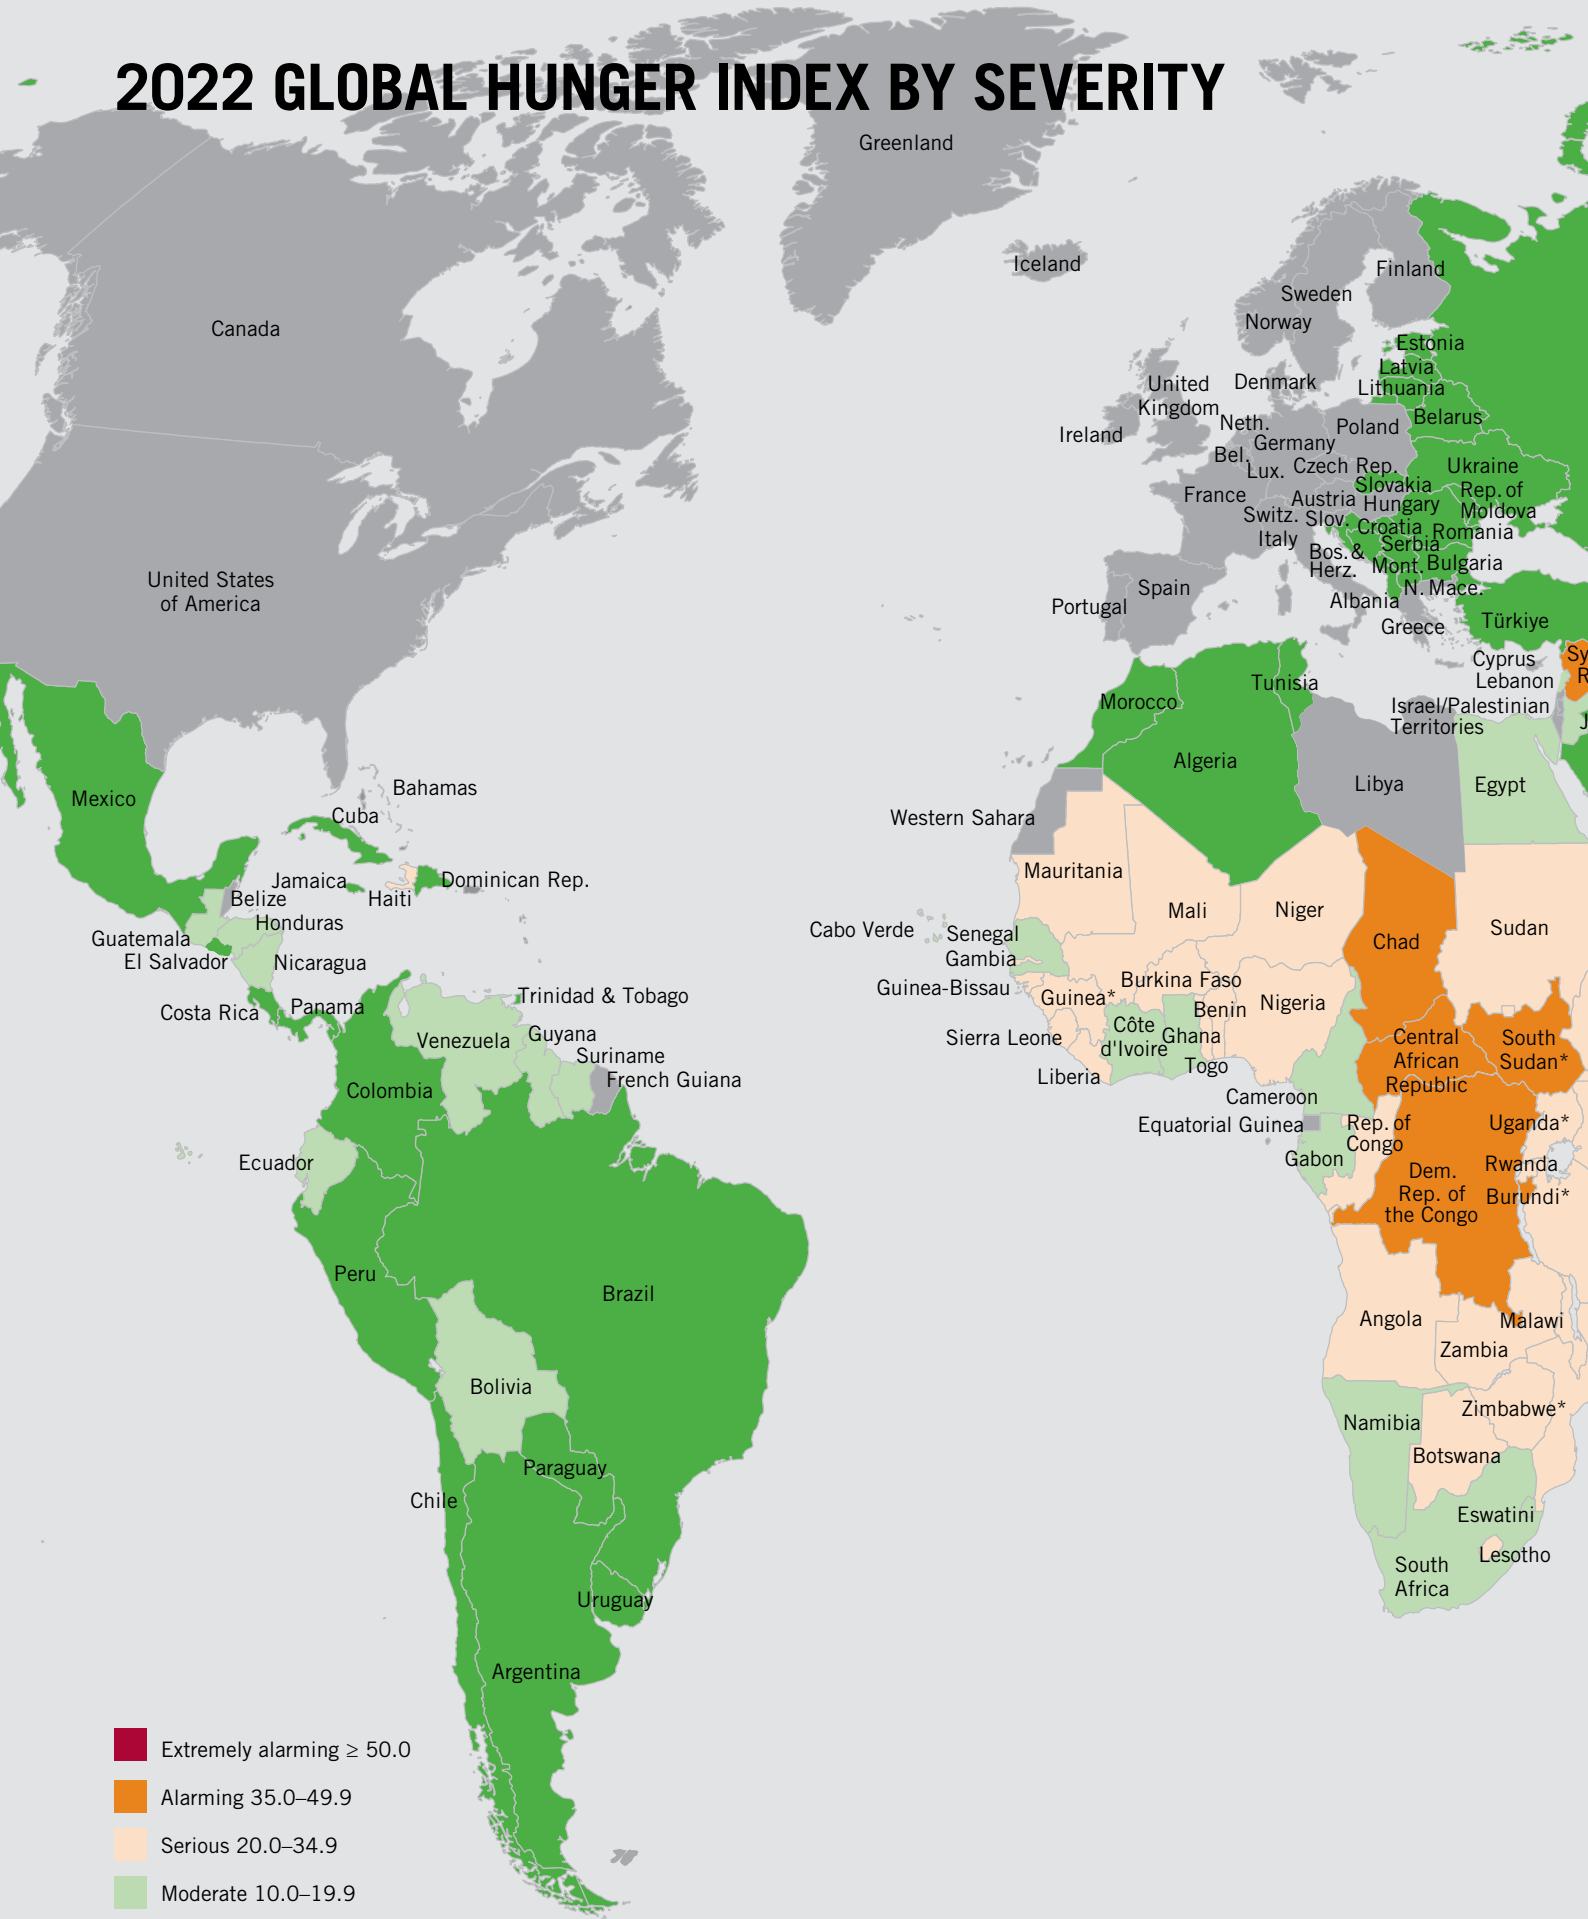 2022 GLOBAL HUNGER INDEX BY SEVERITY
Greenland
Iceland
Finland
Sweden
Norway
Canada
Estonia
Latvia
Lithuania
United
Kingdom
Denmark
Belarus
Ireland
Neth.
Poland
Germany
Bel.
Lux.
Czech Rep.
Ukraine
Slovakia
France
Austria
Hungary
Rep. of
Moldova
Switz.
Slov.
Croatia
Romania
Italy
Serbia
Bos. &
Herz.
Mont.
Bulgaria
United States
of America
Spain
N. Mace.
Portugal
Albania
Greece
Türkiye
Cyprus
Sy
R
Lebanon
Israel/Palestinian
Territories
J
Morocco
Tunisia
Algeria
Libya
Egypt
Mexico
Bahamas
Cuba
Western Sahara
Jamaica
Haiti
Dominican Rep.
Belize
Honduras
Guatemala
El Salvador
Nicaragua
Costa Rica
Panama
Trinidad & Tobago
Mauritania
Mali
Niger
Chad
Sudan
Cabo Verde
Senegal
Gambia
Guinea-Bissau
Guinea*
Burkina Faso
Benin
Nigeria
Sierra Leone
Côte
d'Ivoire
Ghana
Togo
Liberia
Central
African
Republic
South
Sudan*
Venezuela
Guyana
Suriname
French Guiana
Colombia
Cameroon
Equatorial Guinea
Rep. of
Congo
Gabon
Uganda*
Rwanda
Burundi*
Dem.
Rep. of
the Congo
Ecuador
Peru
Brazil
Angola
Malawi
Zambia
Bolivia
Namibia
Zimbabwe*
Botswana
Paraguay
Chile
Eswatini
South
Africa
Lesotho
Uruguay
Argentina
Extremely alarming ≥ 50.0
Alarming 35.0–49.9
Serious 20.0–34.9
Moderate 10.0–19.9